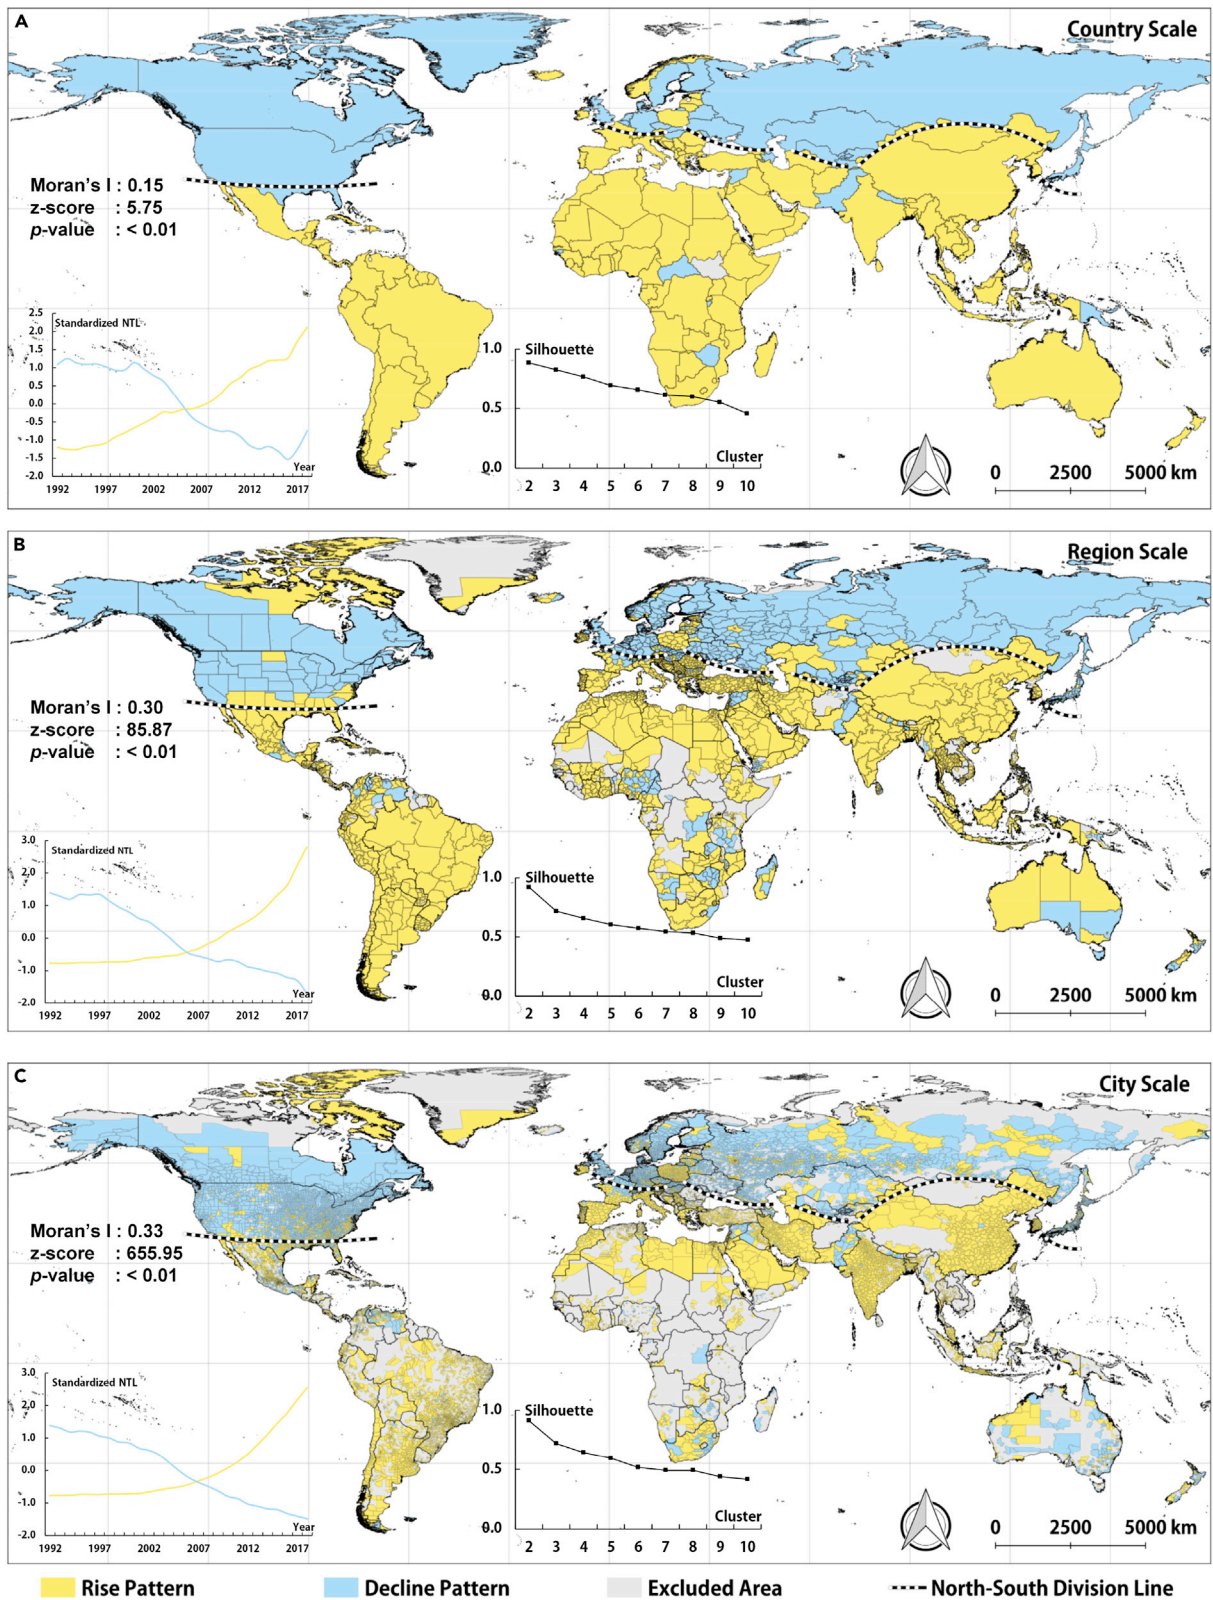 A
Country Scale
Moran's I : 0.15
z-score : 5.75
p-value : < 0.01
2.5
2.0
1.5
1.0
0.5
0.0
-0.5
-1.0
-1.5
-2.0
Standardized NTL
Year
1992 1997 2002 2007 2012 2017
1.0
0.5
0.0
Silhouette
Cluster
2 3 4 5 6 7 8 9 10
0 2500 5000 km
B
Region Scale
Moran's I : 0.30
z-score : 85.87
p-value : < 0.01
3.0
2.0
1.0
0.0
-1.0
-2.0
Standardized NTL
Year
1992 1997 2002 2007 2012 2017
1.0
0.5
0.0
Silhouette
Cluster
2 3 4 5 6 7 8 9 10
0 2500 5000 km
C
City Scale
Moran's I : 0.33
z-score : 655.95
p-value : < 0.01
3.0
2.0
1.0
0.0
-1.0
-2.0
Standardized NTL
Year
1992 1997 2002 2007 2012 2017
1.0
0.5
0.0
Silhouette
Cluster
2 3 4 5 6 7 8 9 10
0 2500 5000 km
Rise Pattern Decline Pattern Excluded Area North-South Division Line